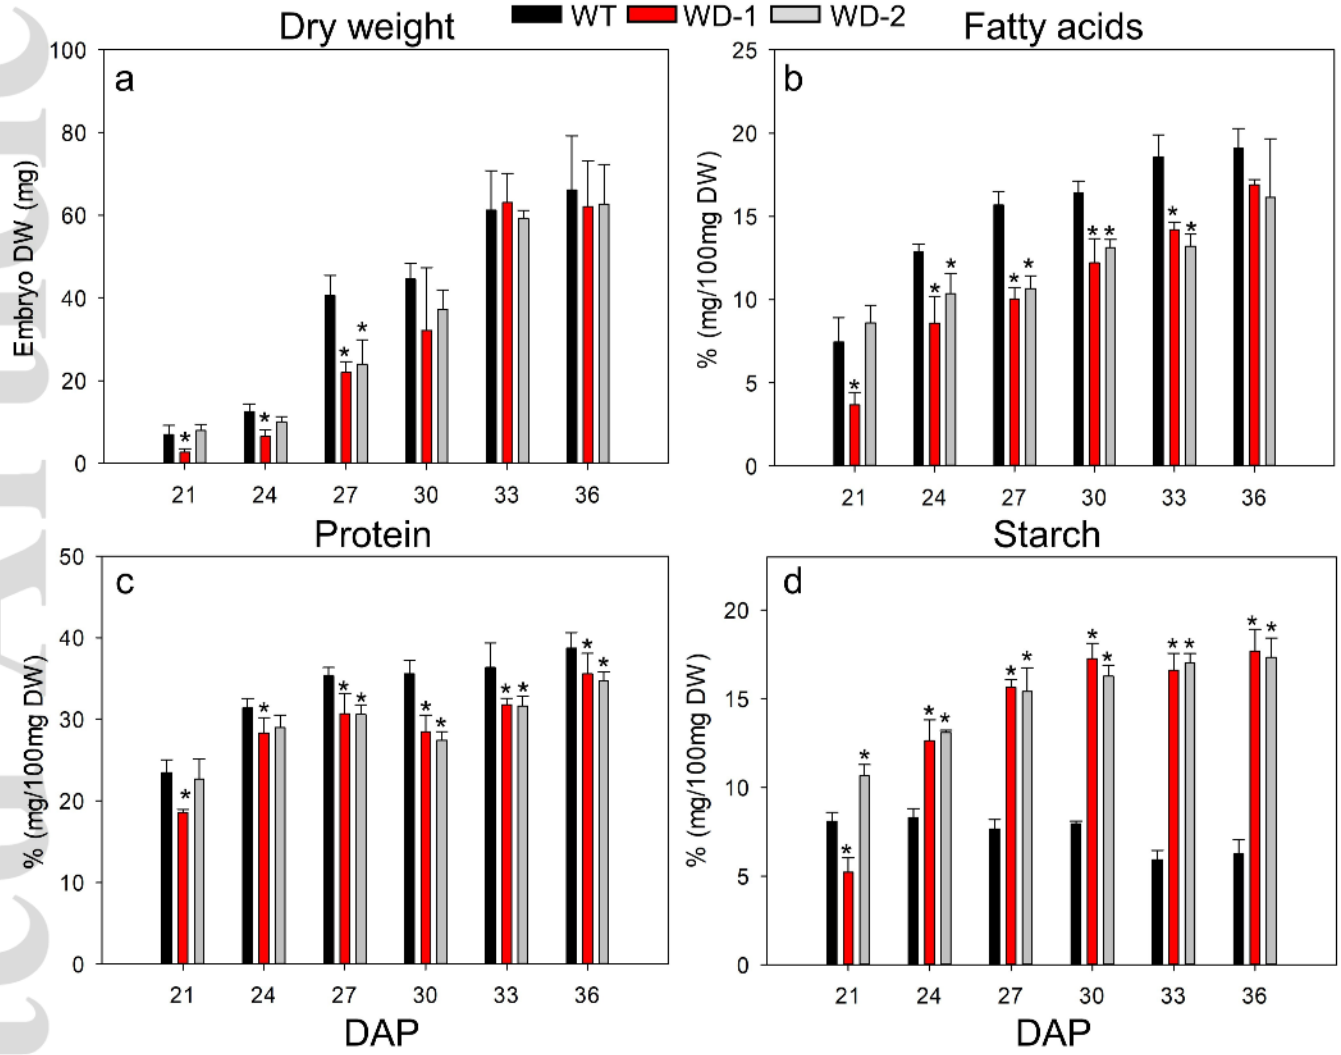 WT WD-1 WD-2
Dry weight
Fatty acids
a
Embryo DW (mg)
100
80
60
40
20
0
21 24 27 30 33 36
b
% (mg/100mg DW)
25
20
15
10
5
0
21 24 27 30 33 36
Protein
Starch
c
% (mg/100mg DW)
50
40
30
20
10
0
21 24 27 30 33 36
DAP
d
% (mg/100mg DW)
20
15
10
5
0
21 24 27 30 33 36
DAP